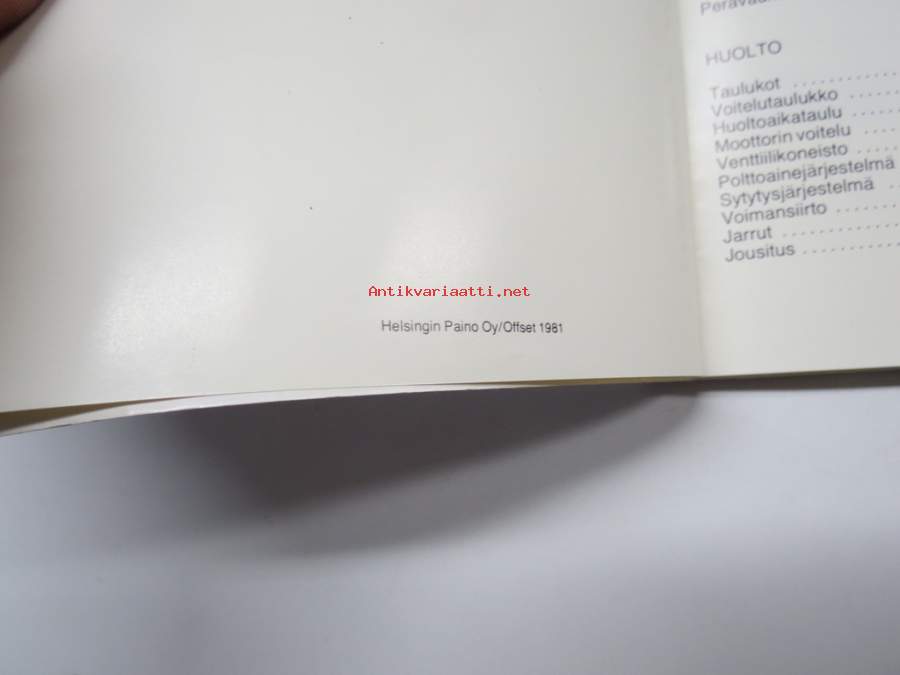 HUOLTO
Taulukot
Voitelutaulukko
Huoltoaikataulu
Moottorin voitelu
Venttiilikoneisto
Polttoainejärjestelmä
Sytytysjärjestelmä
Voimansiirto
Jarrut
Jousitus
Antikvariaatti.net
Helsingin Paino Oy/Offset 1981